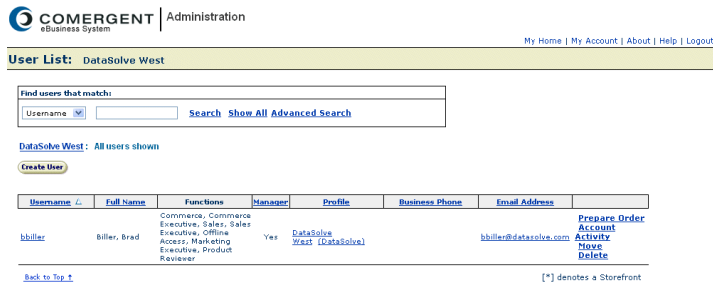 COMERGENT
eBusiness System
Administration
My Home | My Account | About | Help | Logout
User List: DataSolve West
Find users that match:
Username Search Show All Advanced Search
DataSolve West : All users shown
Create User
Username Full Name Functions Manager Profile Business Phone Email Address
bbiller Biller, Brad Commerce, Commerce Executive, Sales, Sales Executive, Offline Access, Marketing Executive, Product Reviewer Yes DataSolve West (DataSolve) bbiller@datasolve.com Prepare Order
Account
Activity
Move
Delete
Back to Top ↑ [*] denotes a Storefront